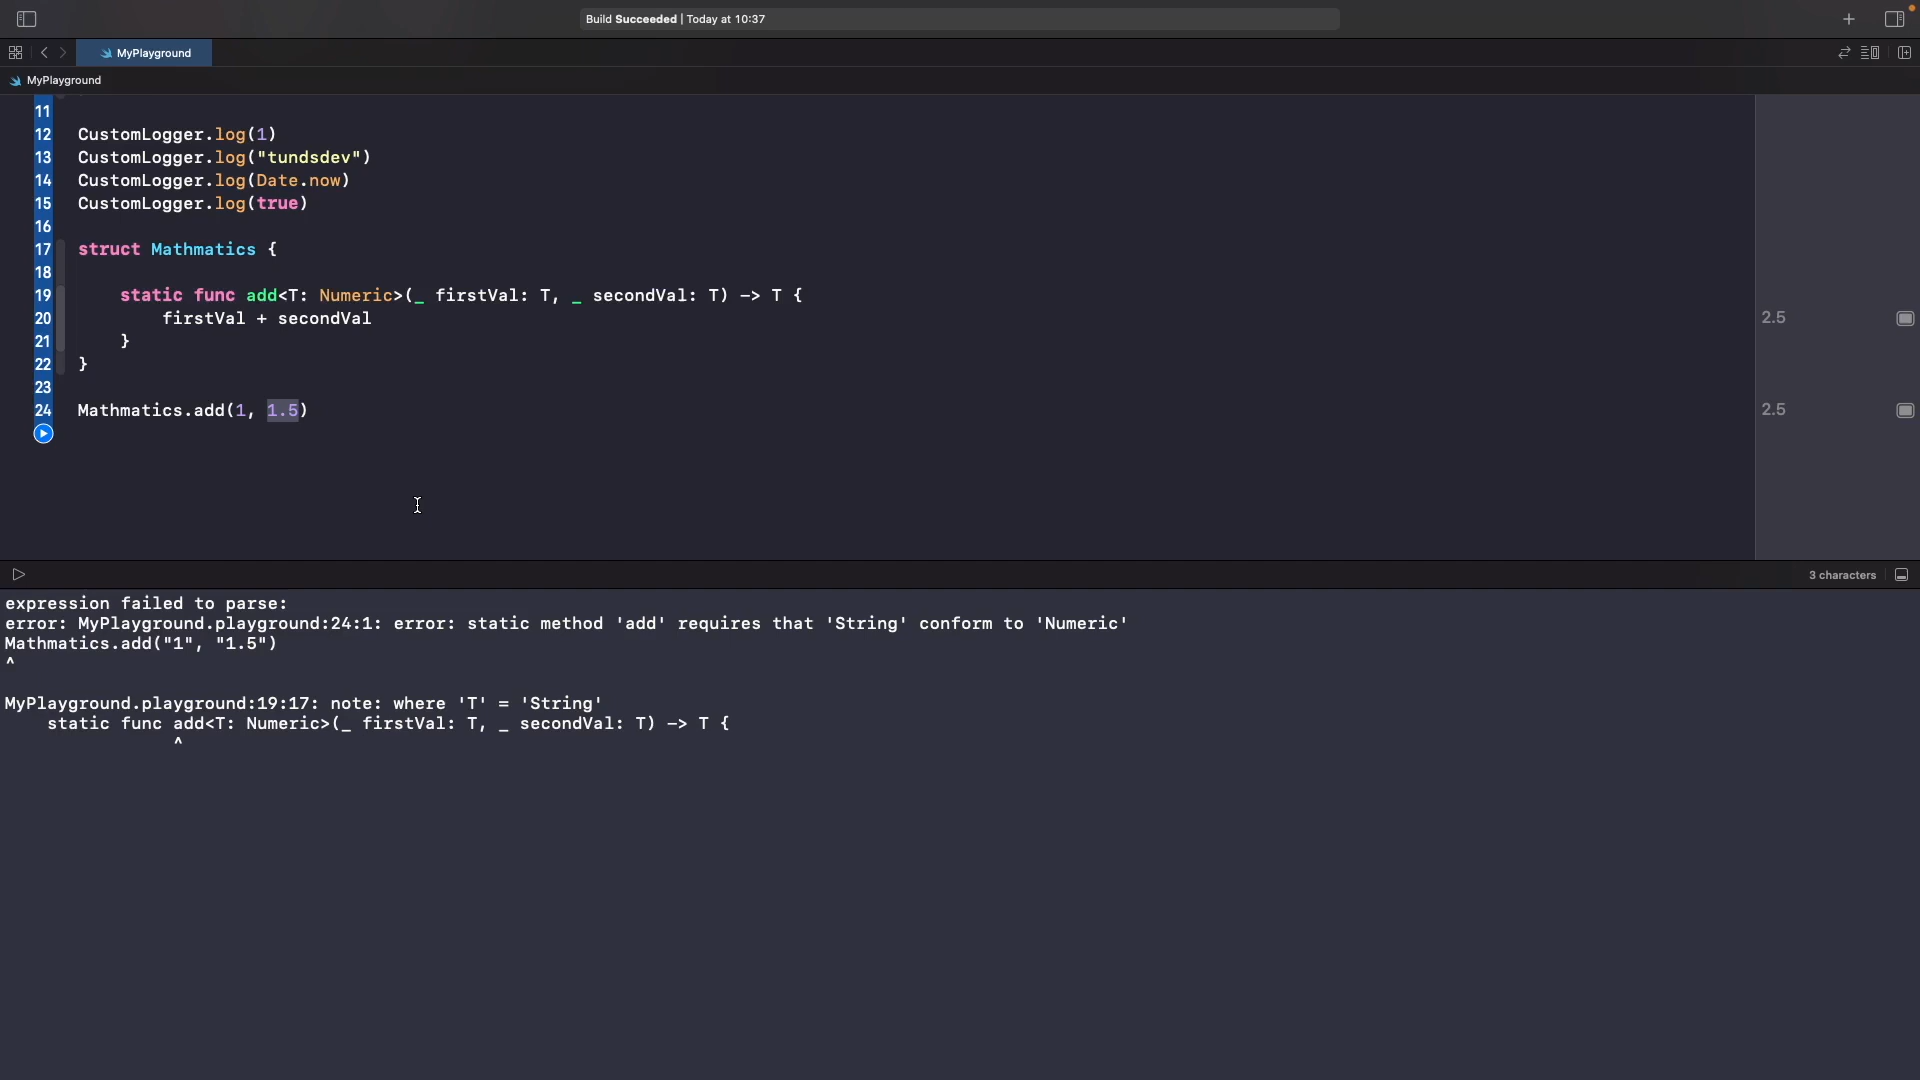 Build Succeeded | Today at 10:37
MyPlayground
MyPlayground
11
12 CustomLogger.log(1)
13 CustomLogger.log("tundsdev")
14 CustomLogger.log(Date.now)
15 CustomLogger.log(true)
16
17 struct Mathmatics {
18
19 static func add<T: Numeric>(_ firstVal: T, _ secondVal: T) -> T {
20 firstVal + secondVal 2.5
21 }
22 }
23
24 Mathmatics.add(1, 1.5) 2.5
3 characters
expression failed to parse:
error: MyPlayground.playground:24:1: error: static method 'add' requires that 'String' conform to 'Numeric'
Mathmatics.add("1", "1.5")
^
MyPlayground.playground:19:17: note: where 'T' = 'String'
static func add<T: Numeric>(_ firstVal: T, _ secondVal: T) -> T {
^